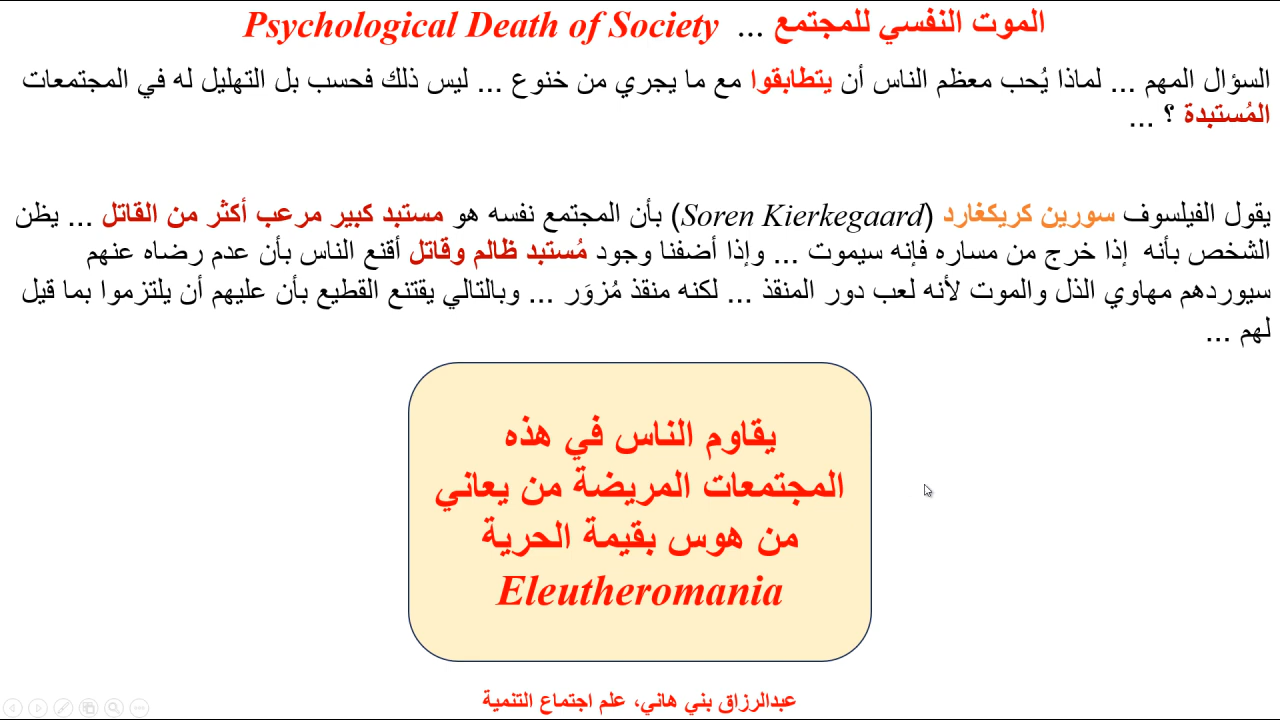 الموت النفسي للمجتمع ... Psychological Death of Society
السؤال المهم ... لماذا يُحب معظم الناس أن يتطابقوا مع ما يجري من خنوع ... ليس ذلك فحسب بل التهليل له في المجتمعات
المُستبدة ؟ ...
يقول الفيلسوف سورين كريكغارد (Soren Kierkegaard) بأن المجتمع نفسه هو مستبد كبير مرعب أكثر من القاتل ... يظن
الشخص بأنه إذا خرج من مساره فإنه سيموت ... وإذا أضفنا وجود مُستبد ظالم وقاتل أقنع الناس بأن عدم رضاه عنهم
سيوردهم مهاوي الذل والموت لأنه لعب دور المنقذ ... لكنه منقذ مُزوَر ... وبالتالي يقتنع القطيع بأن عليهم أن يلتزموا بما قيل
لهم ...
يقاوم الناس في هذه
المجتمعات المريضة من يعاني
من هوس بقيمة الحرية
Eleutheromania
عبدالرزاق بني هاني، علم اجتماع التنمية